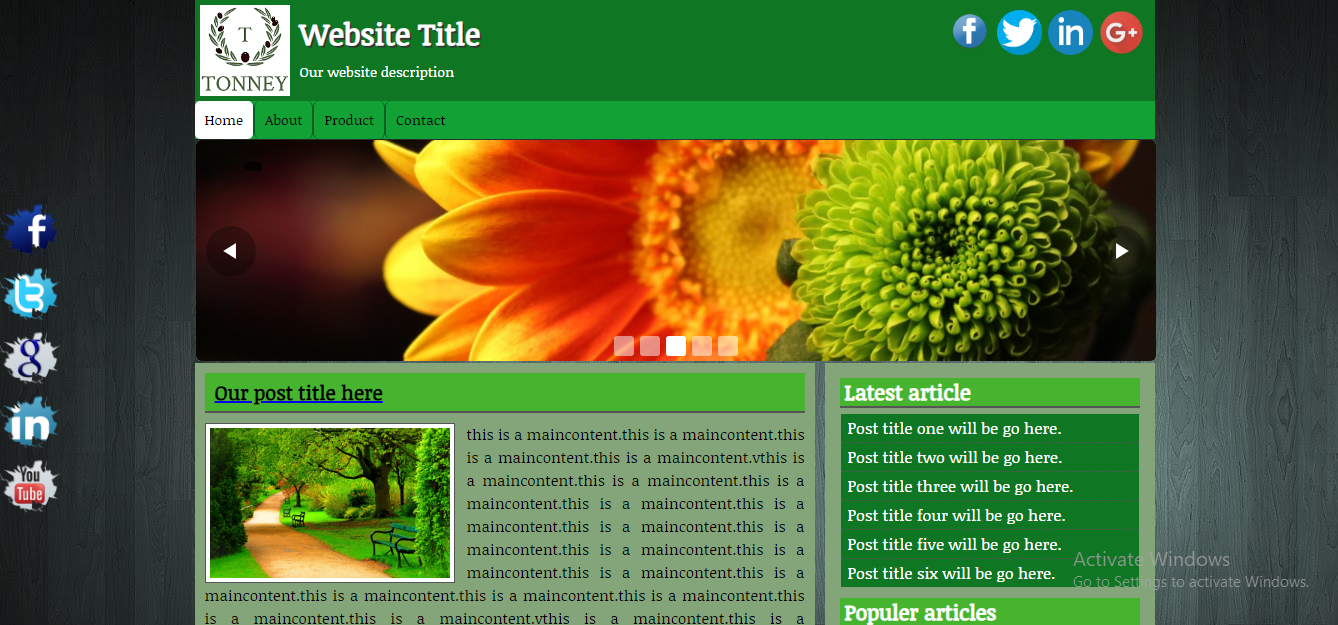 T
TONNEY
Website Title
Our website description
f
in
G+
Home
About
Product
Contact
f
t
g
in
You
Tube
Our post title here
this is a maincontent.this is a maincontent.this
is a maincontent.this is a maincontent.vthis is
a maincontent.this is a maincontent.this is a
maincontent.this is a maincontent.this is a
maincontent.this is a maincontent.this is a
maincontent.this is a maincontent.this is a
maincontent.this is a maincontent.this is a
maincontent.this is a maincontent.this is a maincontent.this is a maincontent.this
is a maincontent.this is a maincontent.vthis is a maincontent.this is a
Latest article
Post title one will be go here.
Post title two will be go here.
Post title three will be go here.
Post title four will be go here.
Post title five will be go here.
Post title six will be go here.
Populer articles
Activate Windows
Go to Settings to activate Windows.